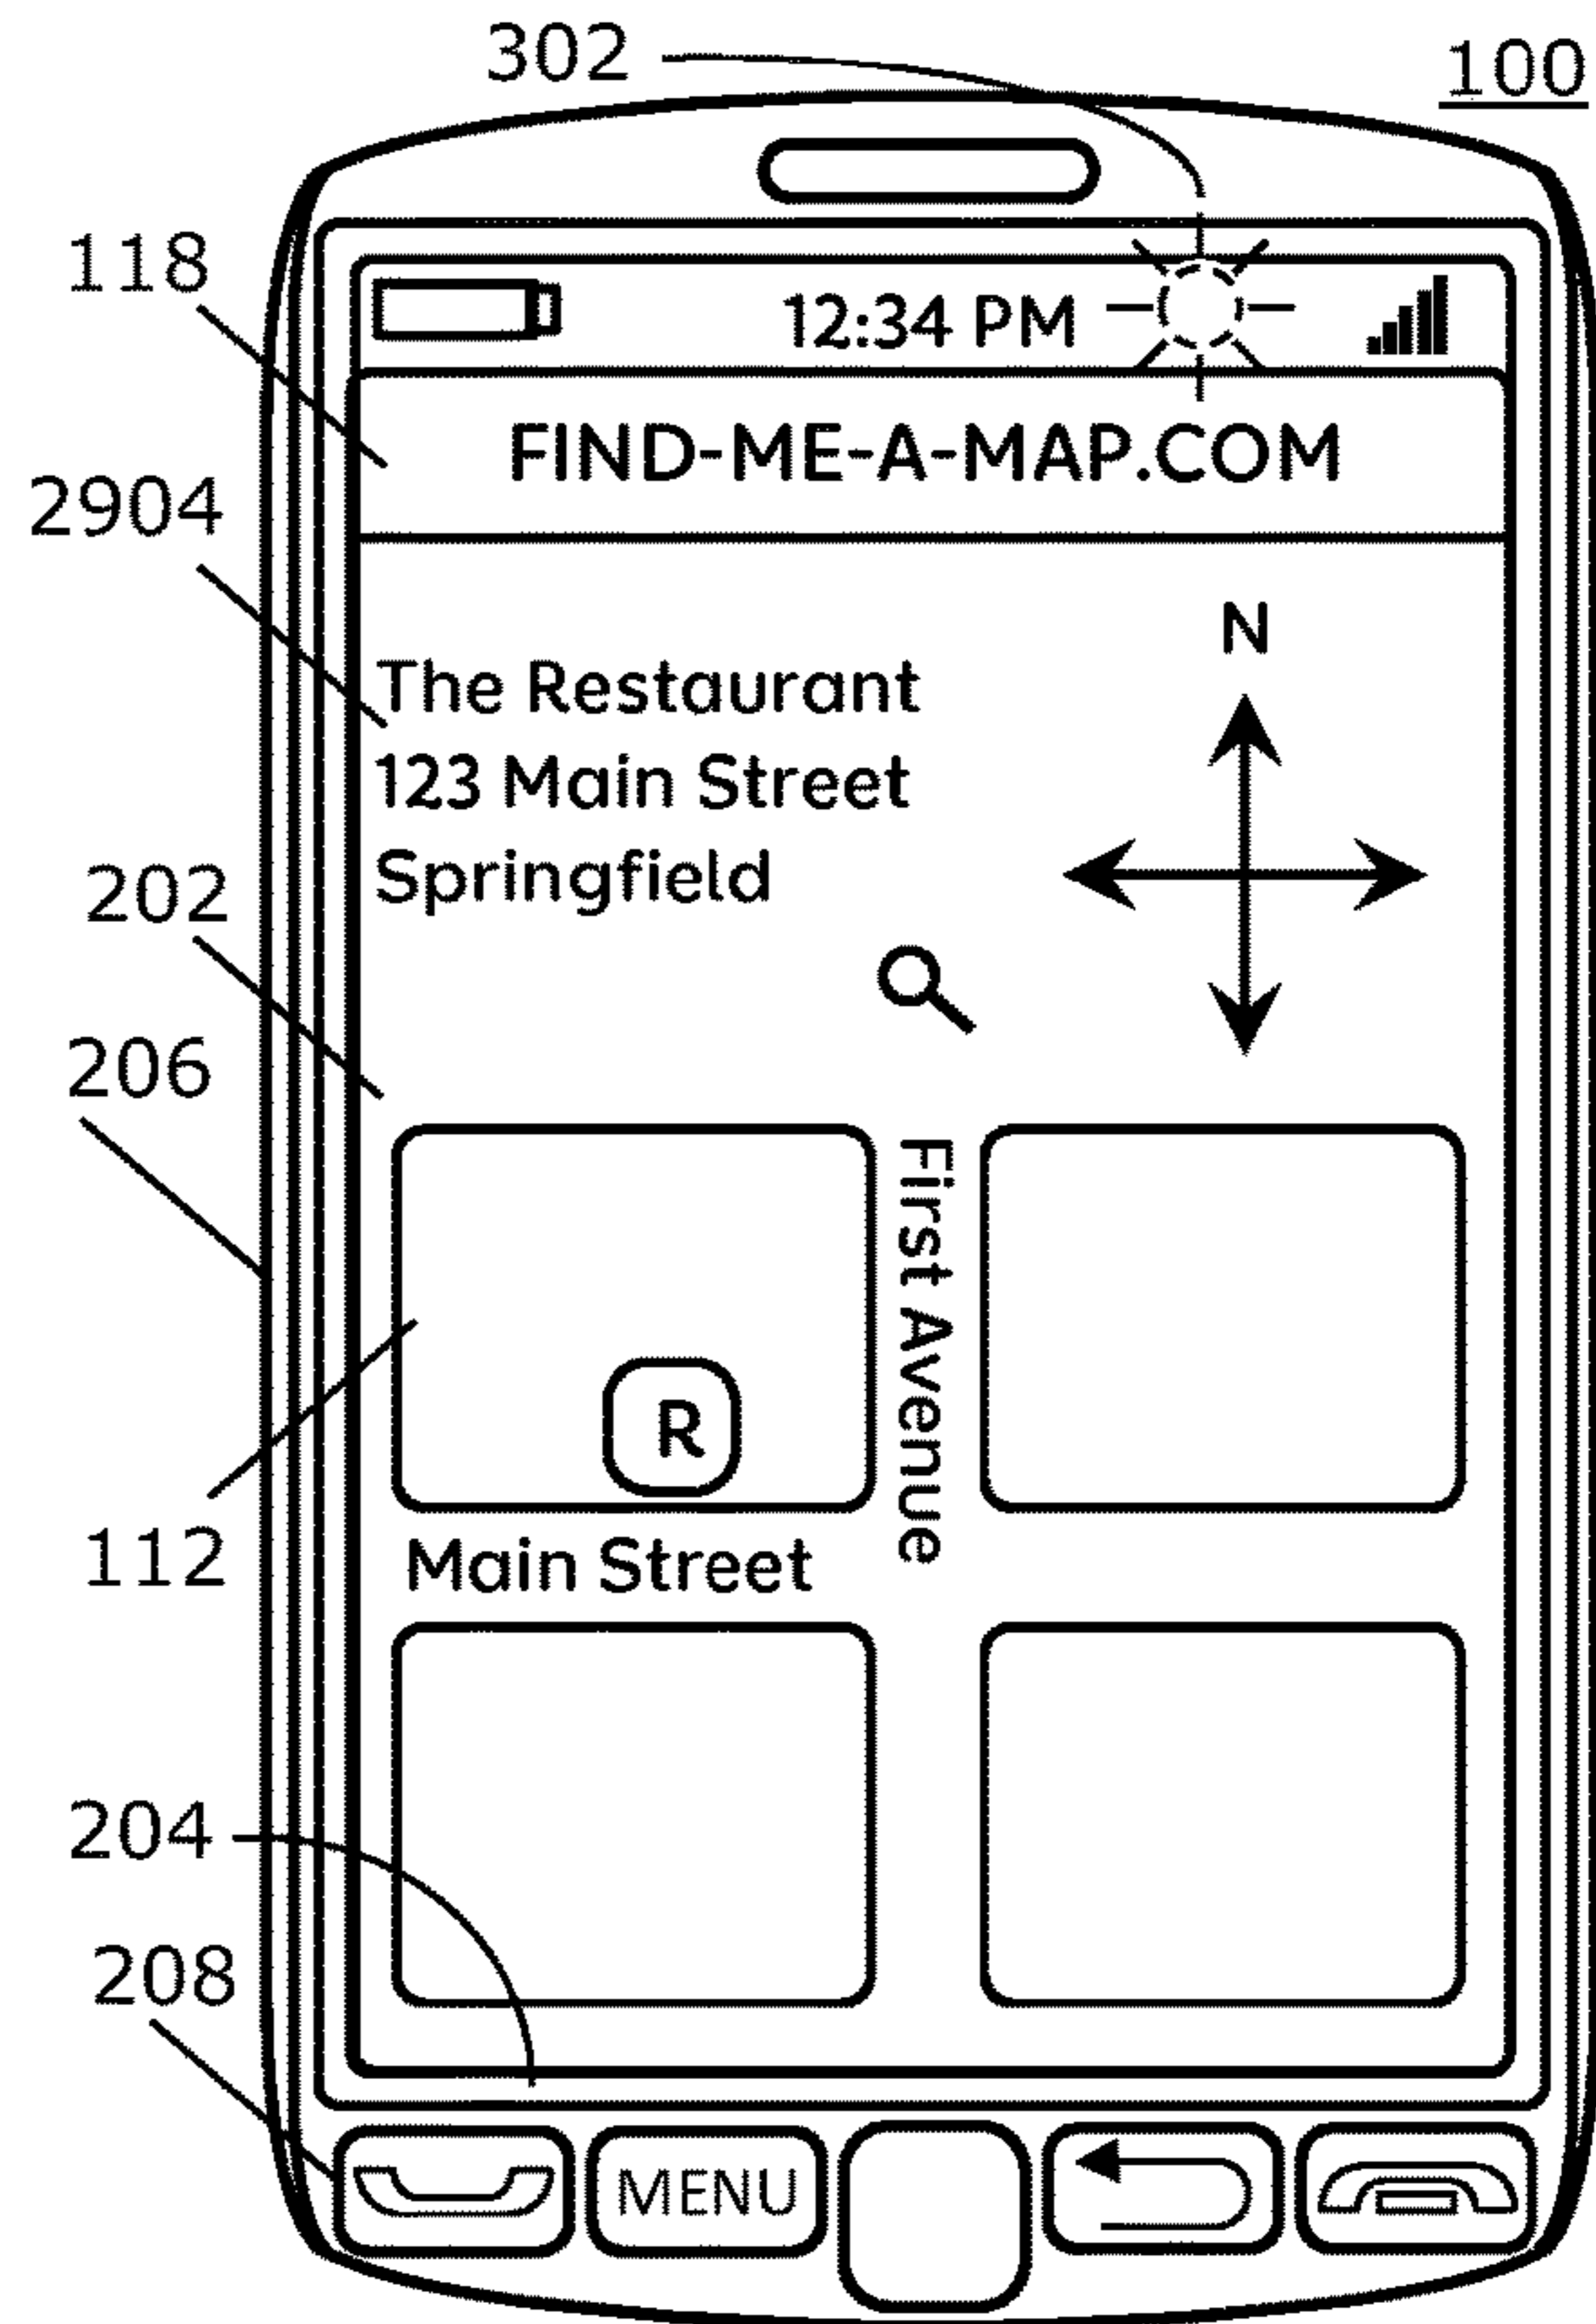 302
100
118
12:34 PM
FIND-ME-A-MAP.COM
2904
N
The Restaurant
123 Main Street
Springfield
202
206
First Avenue
R
112
Main Street
204
208
MENU